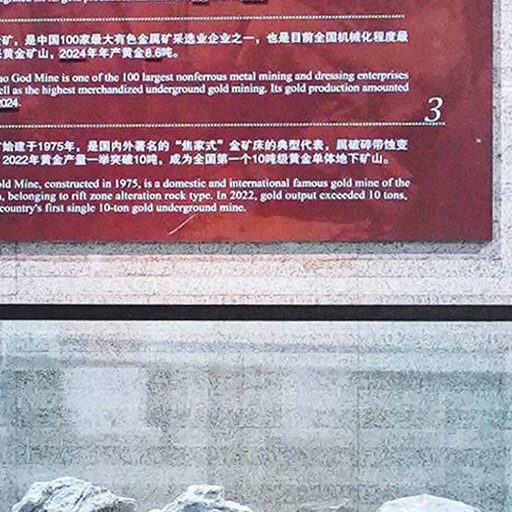 金矿，是中国100家最大有色金属矿采选业企业之一，也是目前全国机械化程度最
黄金矿山，2024年年产黄金6.6吨。
ao God Mine is one of the 100 largest nonferrous metal mining and dressing enterprises
ell as the highest merchandized underground gold mining. Its gold production amounted
2024.
3
始建于1975年，是国内外著名的“焦家式”金矿床的典型代表，属破碎带蚀变
2022年黄金产量一举突破10吨，成为全国第一个10吨级黄金单体地下矿山。
old Mine, constructed in 1975, is a domestic and international famous gold mine of the
, belonging to rift zone alteration rock type. In 2022, gold output exceeded 10 tons,
country's first single 10-ton gold underground mine.